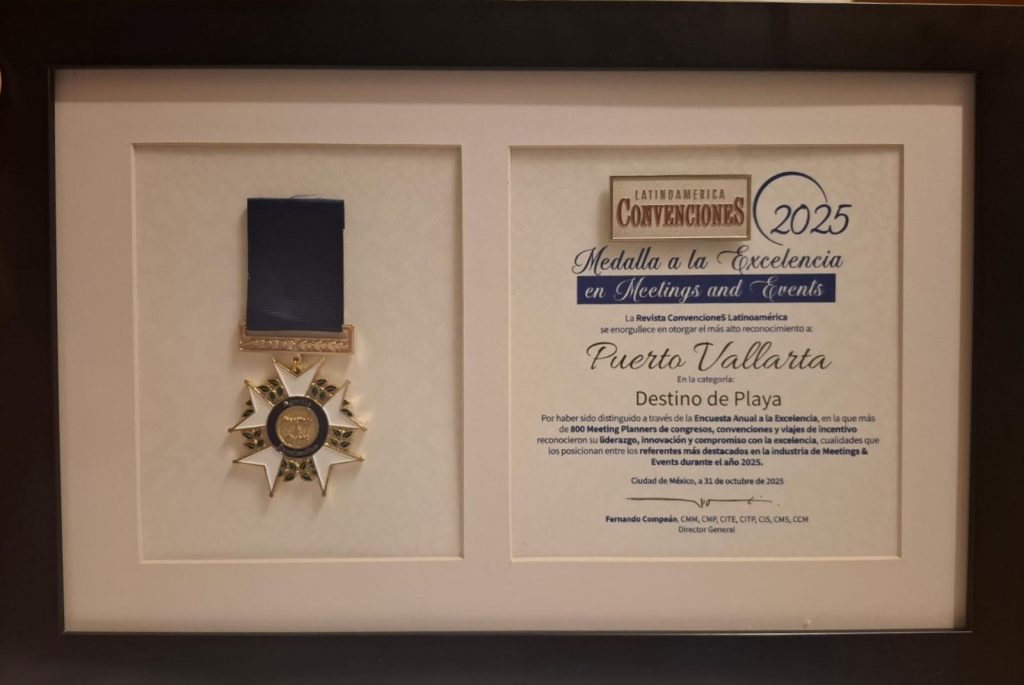 LATINOAMERICA
CONVENCIONES
2025
Medalla a la Excelencia
en Meetings and Events
La Revista ConvencioneS Latinoamérica
se enorgullece en otorgar el más alto reconocimiento a:
Puerto Vallarta
En la categoría:
Destino de Playa
Por haber sido distinguido a través de la Encuesta Anual a la Excelencia, en la que más
de 800 Meeting Planners de congresos, convenciones y viajes de incentivo
reconocieron su liderazgo, innovación y compromiso con la excelencia, cualidades que
los posicionan entre los referentes más destacados en la industria de Meetings &
Events durante el año 2025.
Ciudad de México, a 31 de octubre de 2025
Fernando Compeán, CMM, CMP, CITE, CITP, CIS, CMS, CCM
Director General